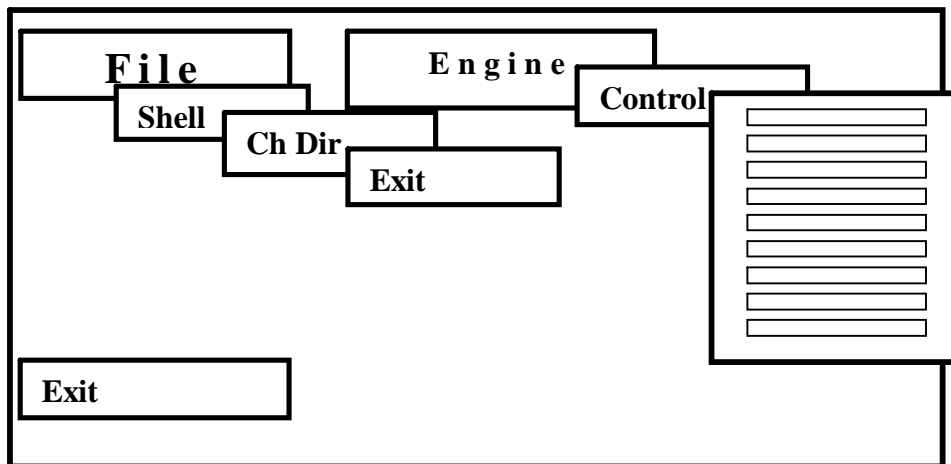 File
Engine
Shell
Control
Ch Dir
Exit
Exit